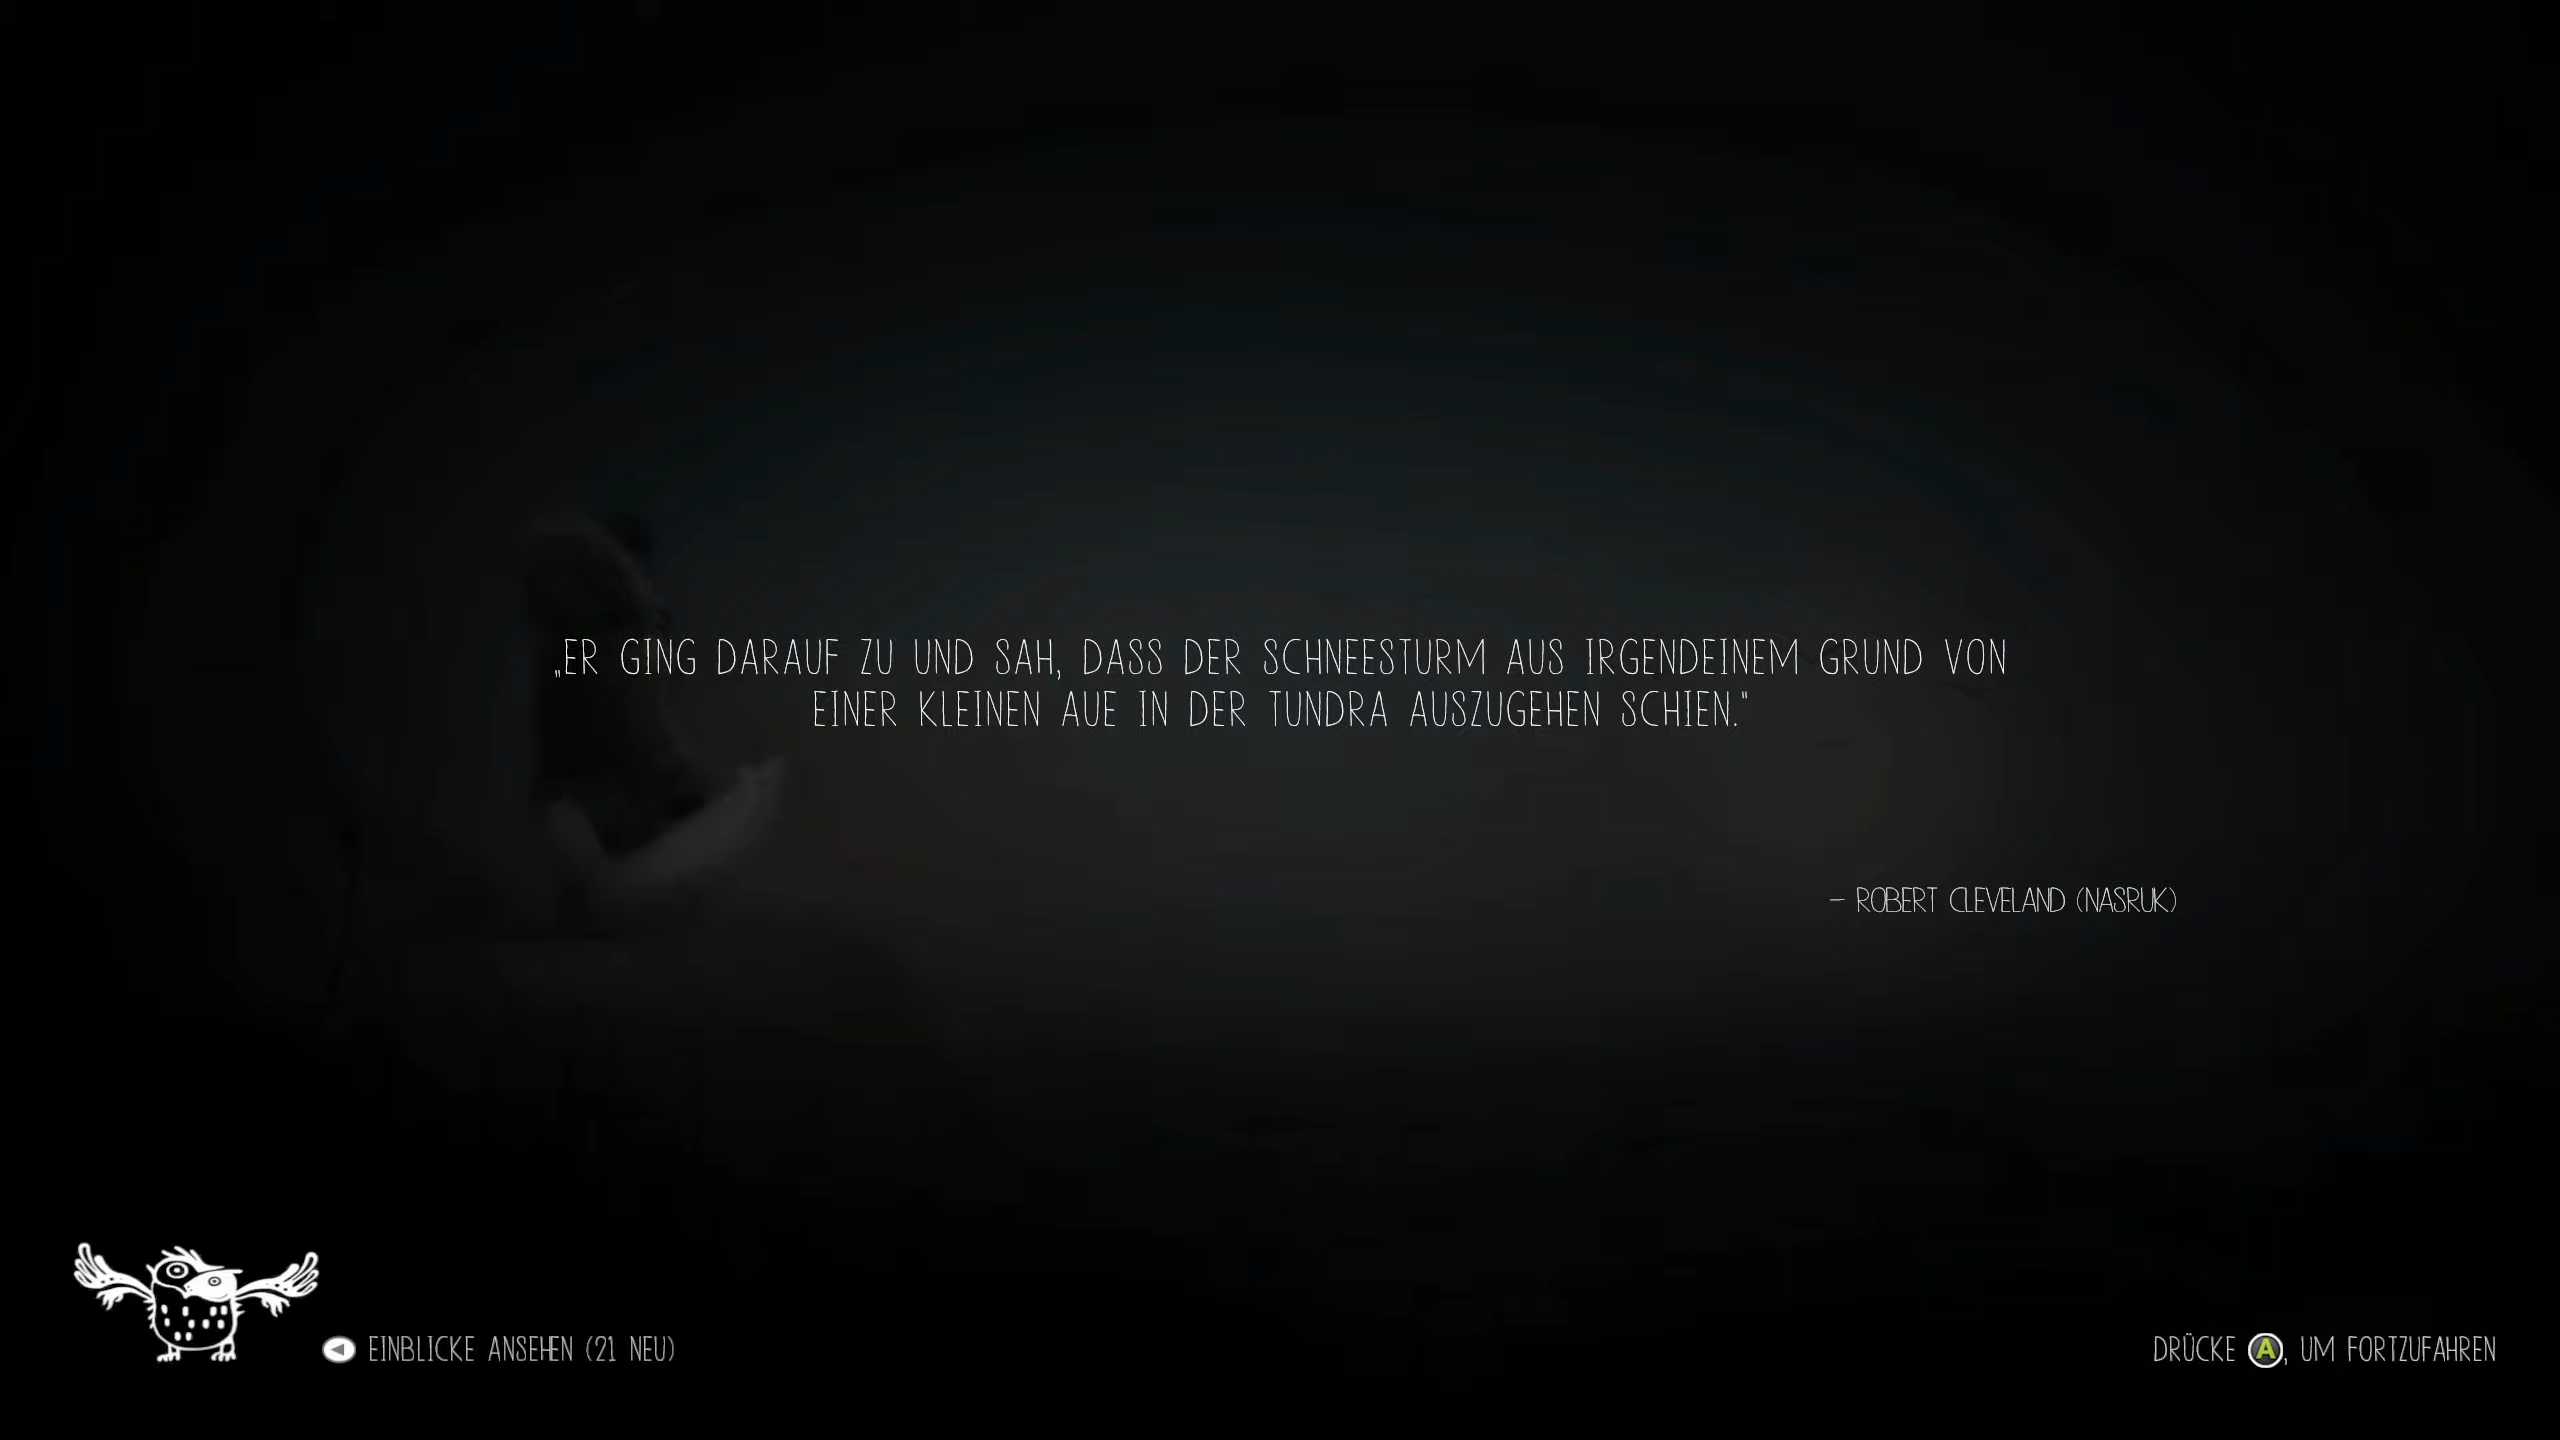 „ER GING DARAUF ZU UND SAH, DASS DER SCHNEESTURM AUS IRGENDEINEM GRUND VON
EINER KLEINEN AUE IN DER TUNDRA AUSZUGEHEN SCHIEN."
– ROBERT CLEVELAND (NASRUK)
EINBLICKE ANSEHEN (21 NEU)
DRÜCKE A, UM FORTZUFAHREN